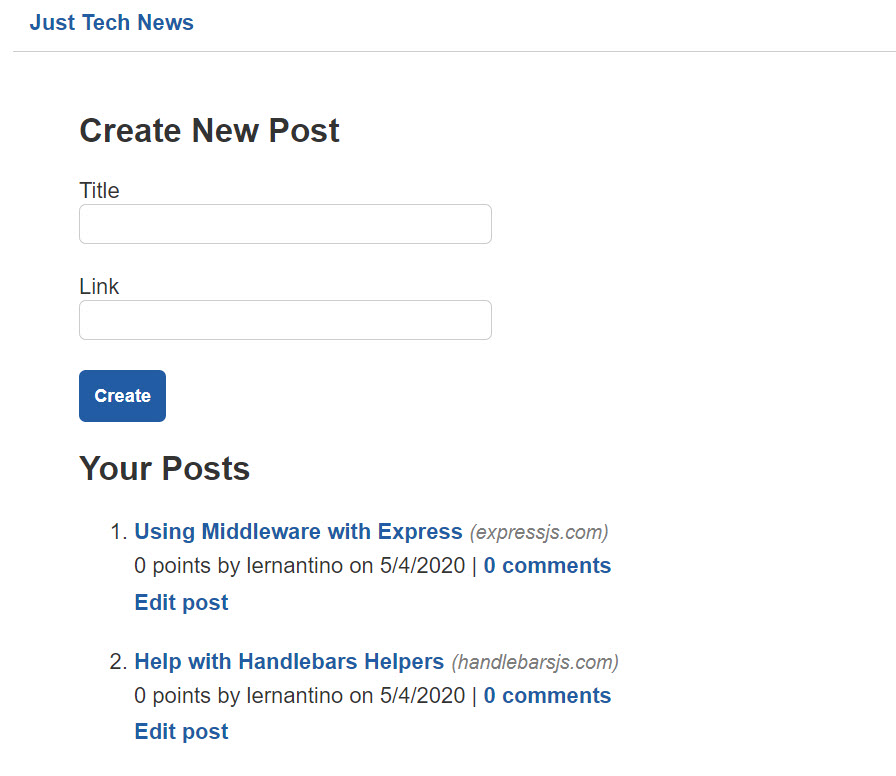 Just Tech News
Create New Post
Title
Link
Create
Your Posts
1. Using Middleware with Express (expressjs.com)
0 points by lernantino on 5/4/2020 | 0 comments
Edit post
2. Help with Handlebars Helpers (handlebarsjs.com)
0 points by lernantino on 5/4/2020 | 0 comments
Edit post